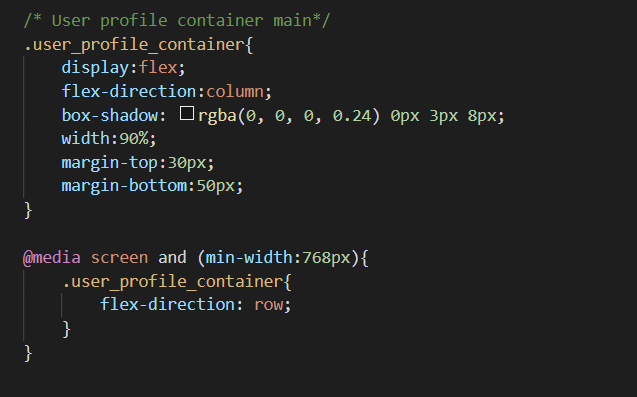 /* User profile container main*/
.user_profile_container{
    display:flex;
    flex-direction:column;
    box-shadow: rgba(0, 0, 0, 0.24) 0px 3px 8px;
    width:90%;
    margin-top:30px;
    margin-bottom:50px;
}

@media screen and (min-width:768px){
    .user_profile_container{
        flex-direction: row;
    }
}